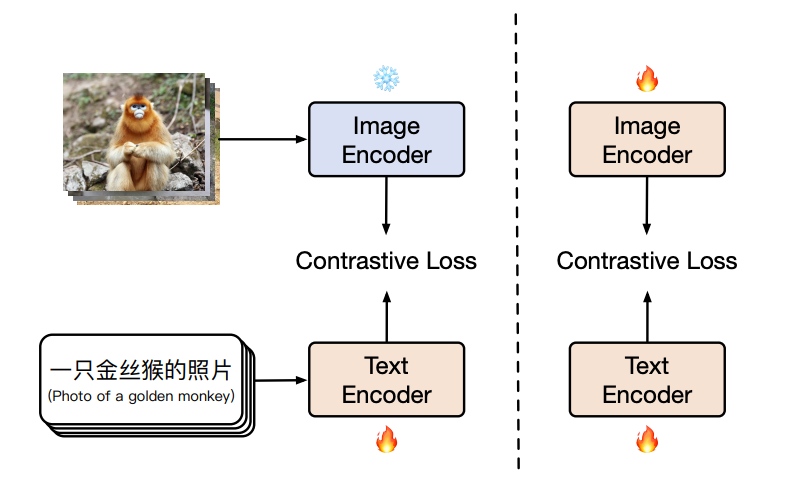 Image
Encoder
Contrastive Loss
一只金丝猴的照片
(Photo of a golden monkey)
Text
Encoder
Image
Encoder
Contrastive Loss
Text
Encoder